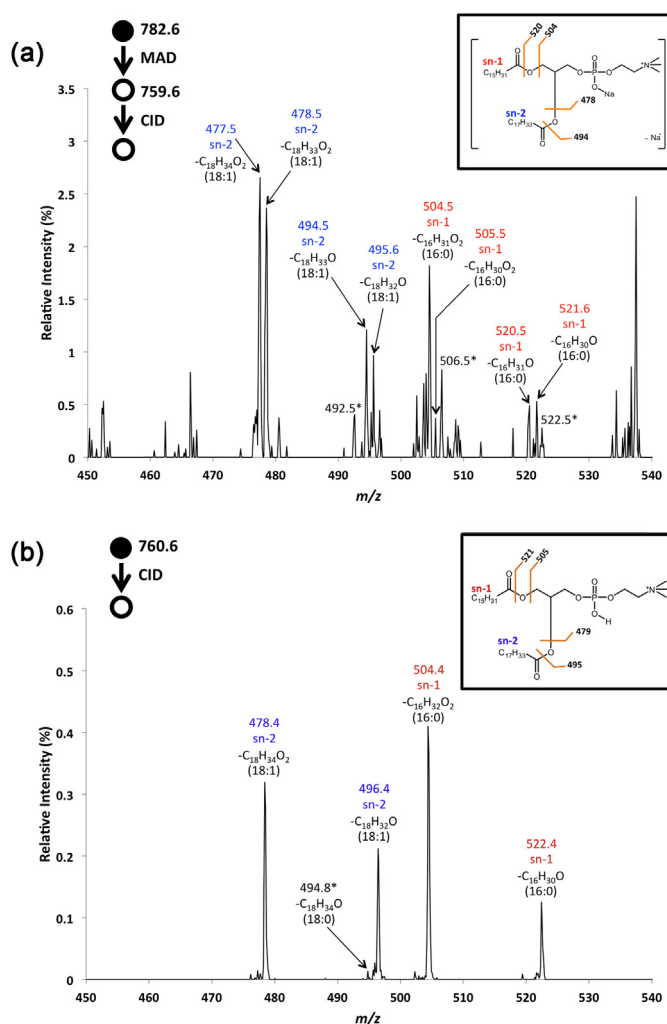 (a)
782.6
MAD
759.6
CID
520
504
sn-1
O
C15H31
O
O
P
O
O
O
N+
Na
sn-2
478
C17H33
O
O
494
– Na
3.5
3
2.5
2
1.5
1
0.5
0
Relative Intensity (%)
477.5
sn-2
-C18H34O2
(18:1)
478.5
sn-2
-C18H33O2
(18:1)
494.5
sn-2
-C18H33O
(18:1)
495.6
sn-2
-C18H32O
(18:1)
504.5
sn-1
-C16H31O2
(16:0)
505.5
sn-1
-C16H30O2
(16:0)
492.5*
506.5*
520.5
sn-1
-C16H31O
(16:0)
521.6
sn-1
-C16H30O
(16:0)
522.5*
450 460 470 480 490 500 510 520 530 540
m/z
(b)
760.6
CID
521
505
sn-1
O
C15H31
O
O
P
O
O
O
H
N+
sn-2
479
C17H33
O
O
495
0.6
0.5
0.4
0.3
0.2
0.1
0
Relative Intensity (%)
478.4
sn-2
-C18H34O2
(18:1)
494.8*
-C18H34O
(18:0)
496.4
sn-2
-C18H32O
(18:1)
504.4
sn-1
-C16H32O2
(16:0)
522.4
sn-1
-C16H30O
(16:0)
450 460 470 480 490 500 510 520 530 540
m/z